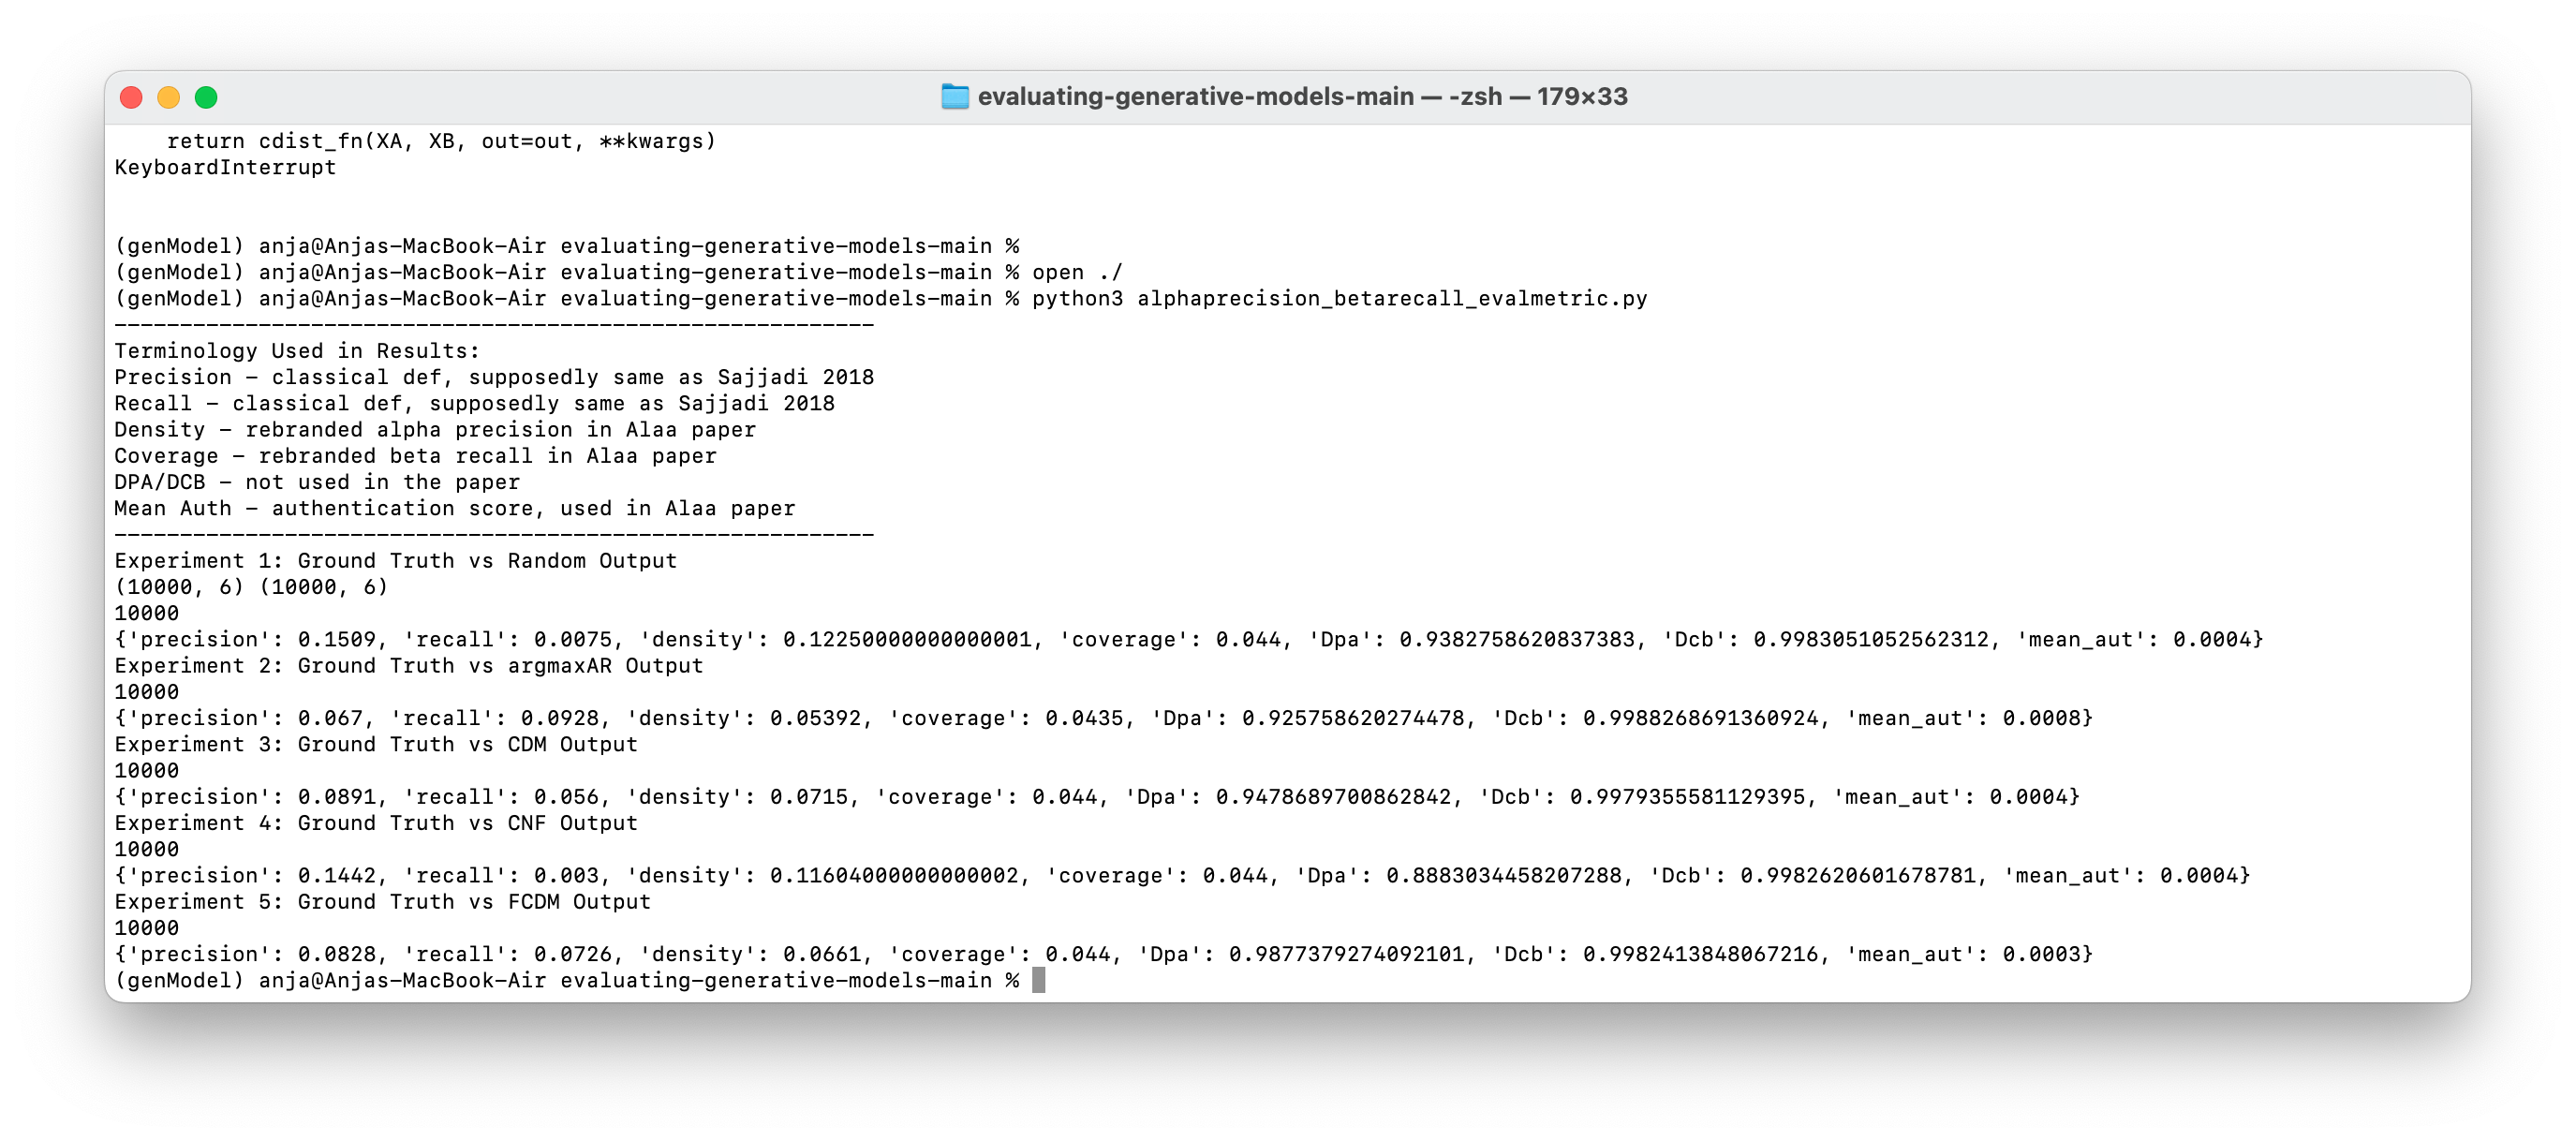 evaluating-generative-models-main — -zsh — 179×33
    return cdist_fn(XA, XB, out=out, **kwargs)
KeyboardInterrupt
(genModel) anja@Anjas-MacBook-Air evaluating-generative-models-main %
(genModel) anja@Anjas-MacBook-Air evaluating-generative-models-main % open ./
(genModel) anja@Anjas-MacBook-Air evaluating-generative-models-main % python3 alphaprecision_betarecall_evalmetric.py
----------------------------------------------------------
Terminology Used in Results:
Precision - classical def, supposedly same as Sajjadi 2018
Recall - classical def, supposedly same as Sajjadi 2018
Density - rebranded alpha precision in Alaa paper
Coverage - rebranded beta recall in Alaa paper
DPA/DCB - not used in the paper
Mean Auth - authentication score, used in Alaa paper
----------------------------------------------------------
Experiment 1: Ground Truth vs Random Output
(10000, 6) (10000, 6)
10000
{'precision': 0.1509, 'recall': 0.0075, 'density': 0.12250000000000001, 'coverage': 0.044, 'Dpa': 0.9382758620837383, 'Dcb': 0.9983051052562312, 'mean_aut': 0.0004}
Experiment 2: Ground Truth vs argmaxAR Output
10000
{'precision': 0.067, 'recall': 0.0928, 'density': 0.05392, 'coverage': 0.0435, 'Dpa': 0.925758620274478, 'Dcb': 0.9988268691360924, 'mean_aut': 0.0008}
Experiment 3: Ground Truth vs CDM Output
10000
{'precision': 0.0891, 'recall': 0.056, 'density': 0.0715, 'coverage': 0.044, 'Dpa': 0.9478689700862842, 'Dcb': 0.9979355581129395, 'mean_aut': 0.0004}
Experiment 4: Ground Truth vs CNF Output
10000
{'precision': 0.1442, 'recall': 0.003, 'density': 0.11604000000000002, 'coverage': 0.044, 'Dpa': 0.8883034458207288, 'Dcb': 0.9982620601678781, 'mean_aut': 0.0004}
Experiment 5: Ground Truth vs FCDM Output
10000
{'precision': 0.0828, 'recall': 0.0726, 'density': 0.0661, 'coverage': 0.044, 'Dpa': 0.9877379274092101, 'Dcb': 0.9982413848067216, 'mean_aut': 0.0003}
(genModel) anja@Anjas-MacBook-Air evaluating-generative-models-main %